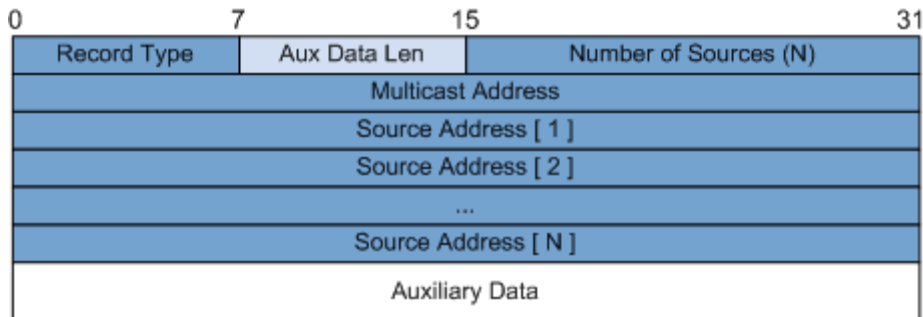 0 7 15 31
Record Type Aux Data Len Number of Sources (N)
Multicast Address
Source Address [ 1 ]
Source Address [ 2 ]
...
Source Address [ N ]
Auxiliary Data